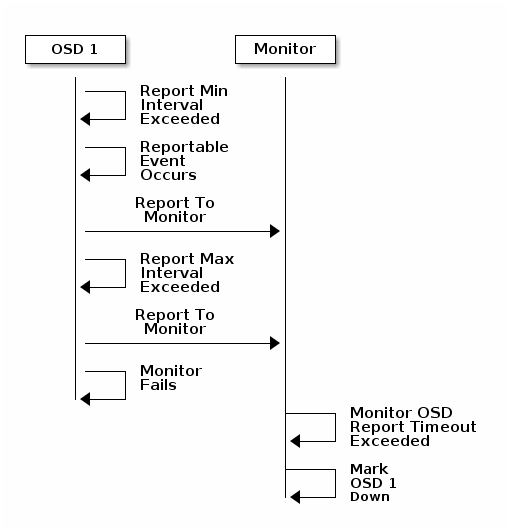 OSD 1
Monitor
Report Min
Interval
Exceeded
Reportable
Event
Occurs
Report To
Monitor
Report Max
Interval
Exceeded
Report To
Monitor
Monitor
Fails
Monitor OSD
Report Timeout
Exceeded
Mark
OSD 1
Down